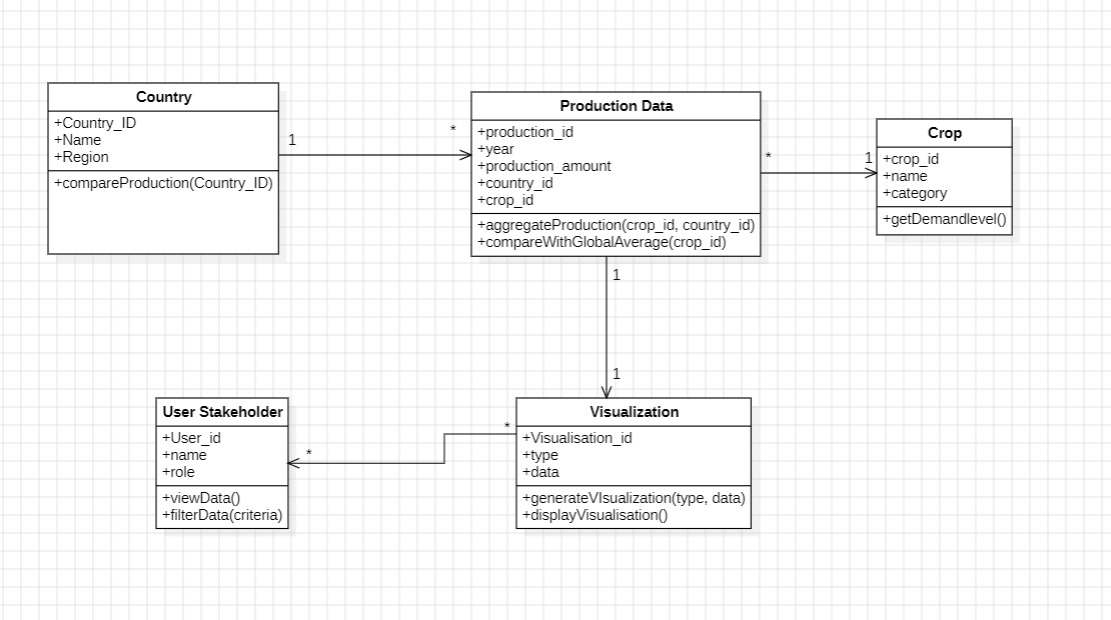 Country
+Country_ID
+Name
+Region
+compareProduction(Country_ID)
1
*
Production Data
+production_id
+year
+production_amount
+country_id
+crop_id
+aggregateProduction(crop_id, country_id)
+compareWithGlobalAverage(crop_id)
*
1
Crop
+crop_id
+name
+category
+getDemandlevel()
1
1
User Stakeholder
+User_id
+name
+role
+viewData()
+filterData(criteria)
*
*
Visualization
+Visualisation_id
+type
+data
+generateVIsualization(type, data)
+displayVisualisation()